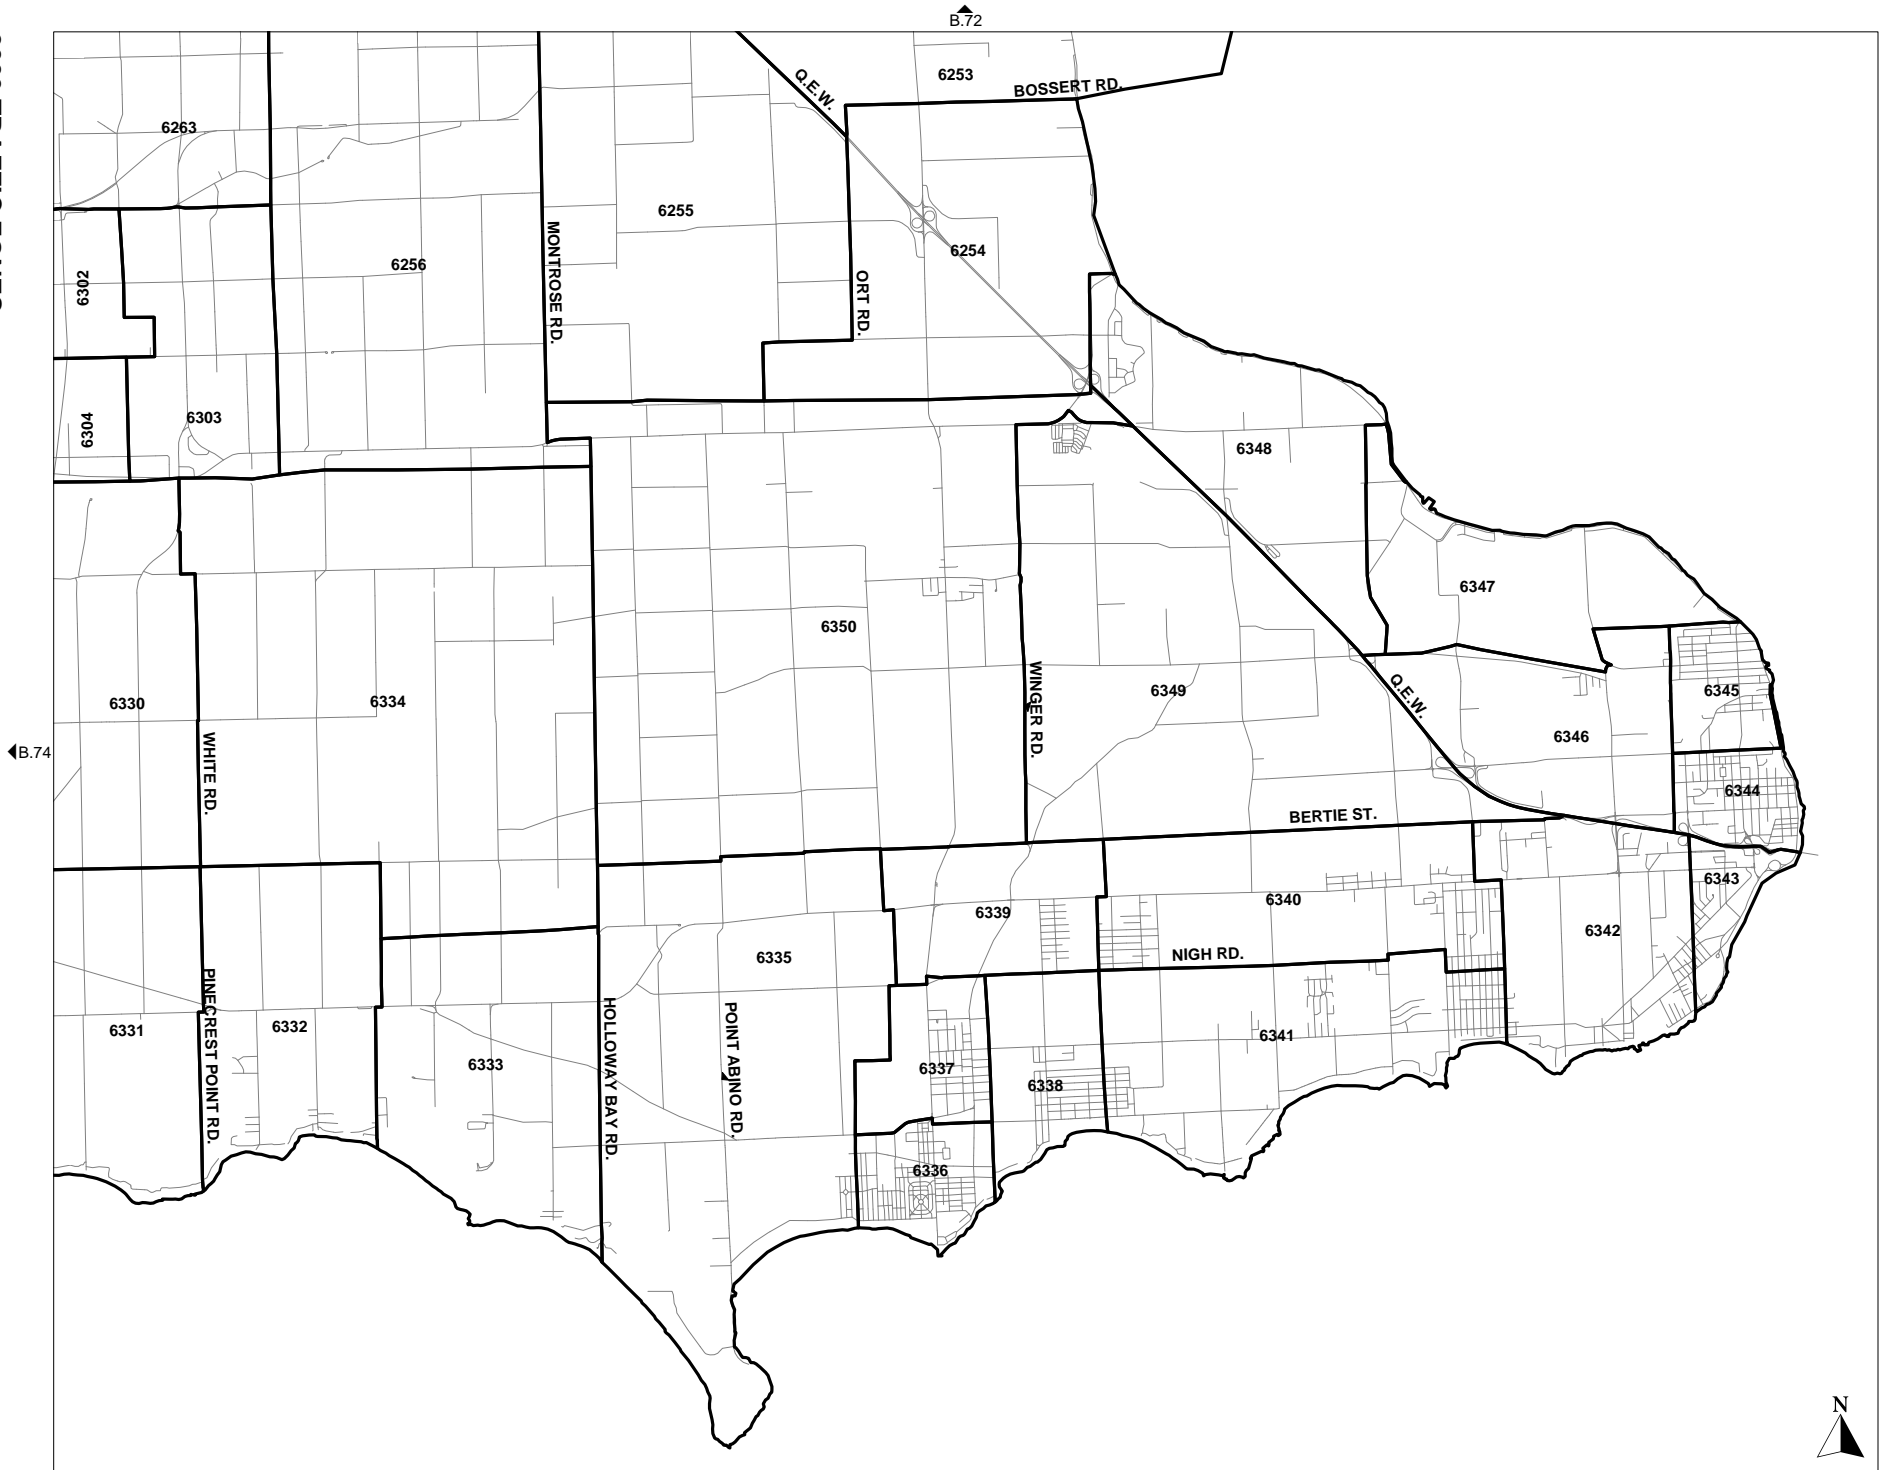 B.72
6253
Q.E.W.
BOSSERT RD.
6263
6255
6254
6256
6302
MONTROSE RD.
ORT RD.
6303
6304
6348
6347
6350
6349
WINGER RD.
6345
Q.E.W.
6330
6334
6346
B.74
WHITE RD.
6344
BERTIE ST.
6343
6340
6339
6342
NIGH RD.
6335
PINECREST POINT RD.
6331
6332
HOLLOWAY BAY RD.
POINT ABINO RD.
6341
6333
6337
6338
6336
N